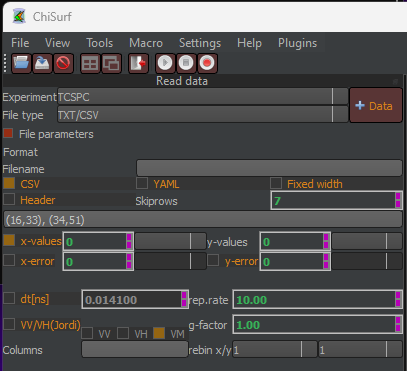 ChiSurf
File View Tools Macro Settings Help Plugins
Read data
Experiment TCSPC
File type TXT/CSV
+ Data
File parameters
Format
Filename
CSV YAML Fixed width
Header Skiprows 7
(16,33), (34,51)
x-values 0 y-values 0
x-error 0 y-error 0
dt[ns] 0.014100 rep.rate 10.00
VV/VH(Jordi) g-factor 1.00
VV VH VM
Columns rebin x/y 1 1